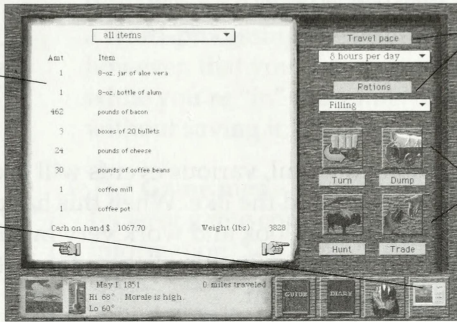 all items
Amt. Item
1 8-oz. jar of aloe vera
1 8-oz. bottle of alum
462 pounds of bacon
3 boxes of 20 bullets
24 pounds of cheese
30 pounds of coffee beans
1 coffee mill
1 coffee pot
Cash on hand $ 1067.70 Weight (lbs) 3828
Travel pace
8 hours per day
Rations
Filling
Turn Dump
Hunt Trade
May 1, 1851 0 miles traveled
Hi 68° Morale is high.
Lo 60°
GUIDE DIARY